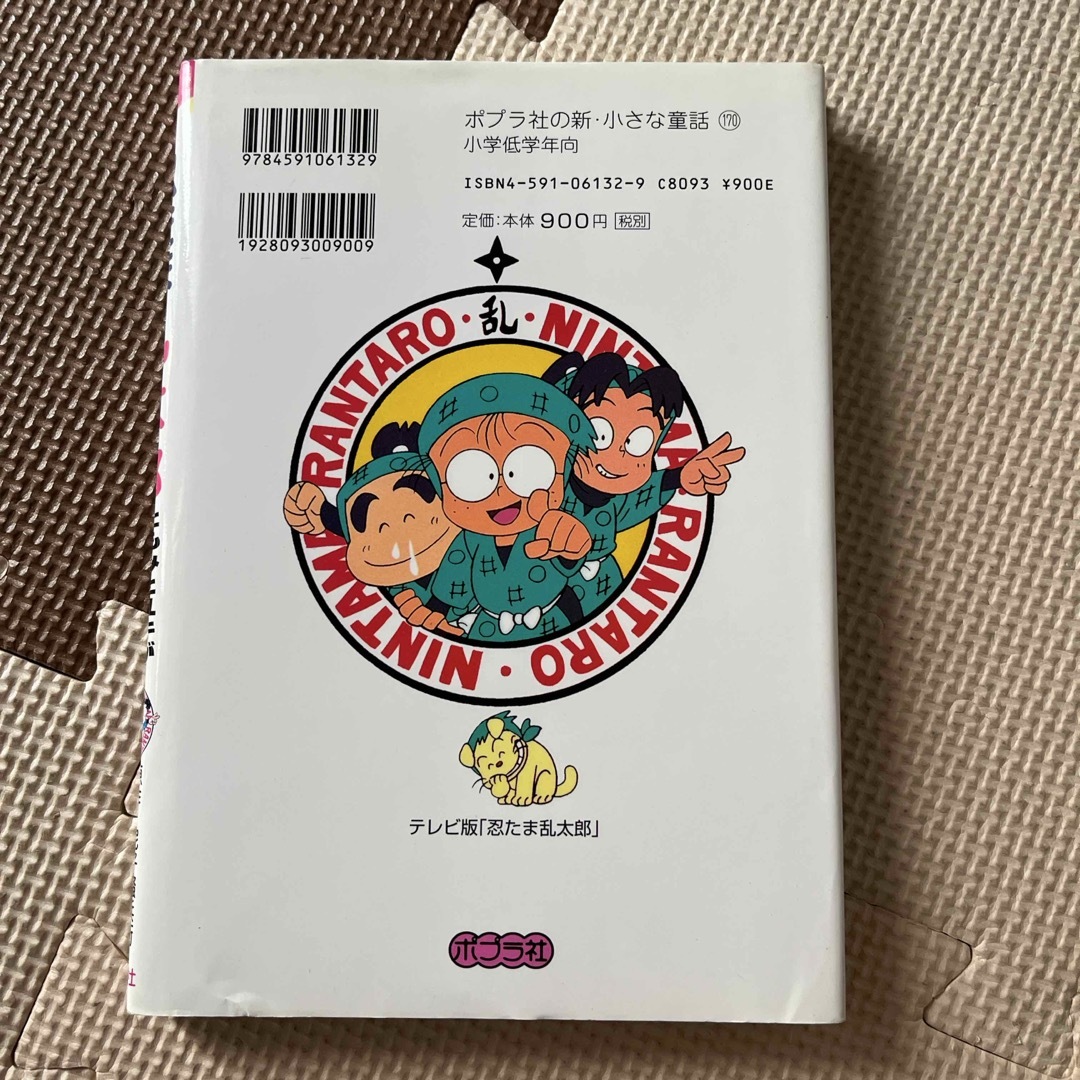 9784591061329
1928093009009
ポプラ社の新・小さな童話 170
小学低学年向
ISBN4-591-06132-9 C8093 ¥900E
定価：本体900円 税別
乱・NINTAMA RANTARO・NINTAMA RANTARO・
テレビ版「忍たま乱太郎」
ポプラ社
社